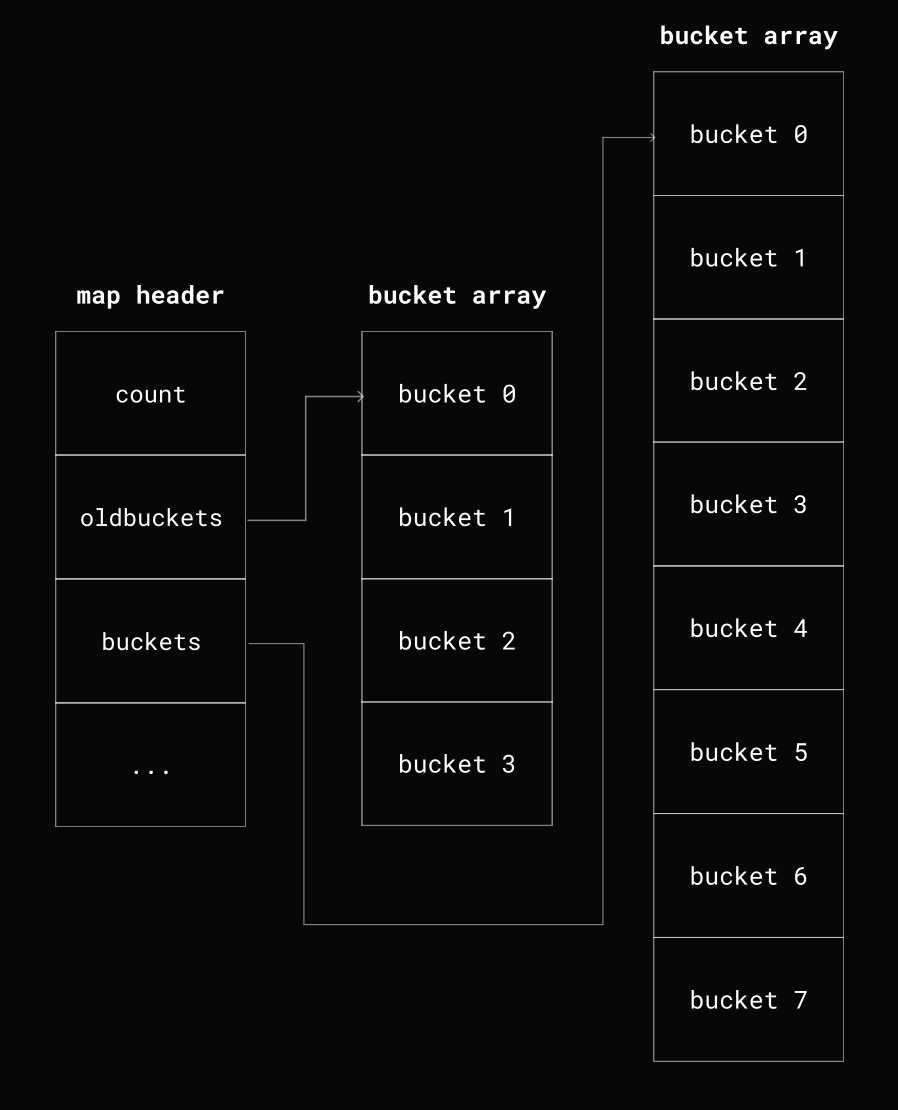 map header
count
oldbuckets
buckets
...
bucket array
bucket 0
bucket 1
bucket 2
bucket 3
bucket array
bucket 0
bucket 1
bucket 2
bucket 3
bucket 4
bucket 5
bucket 6
bucket 7